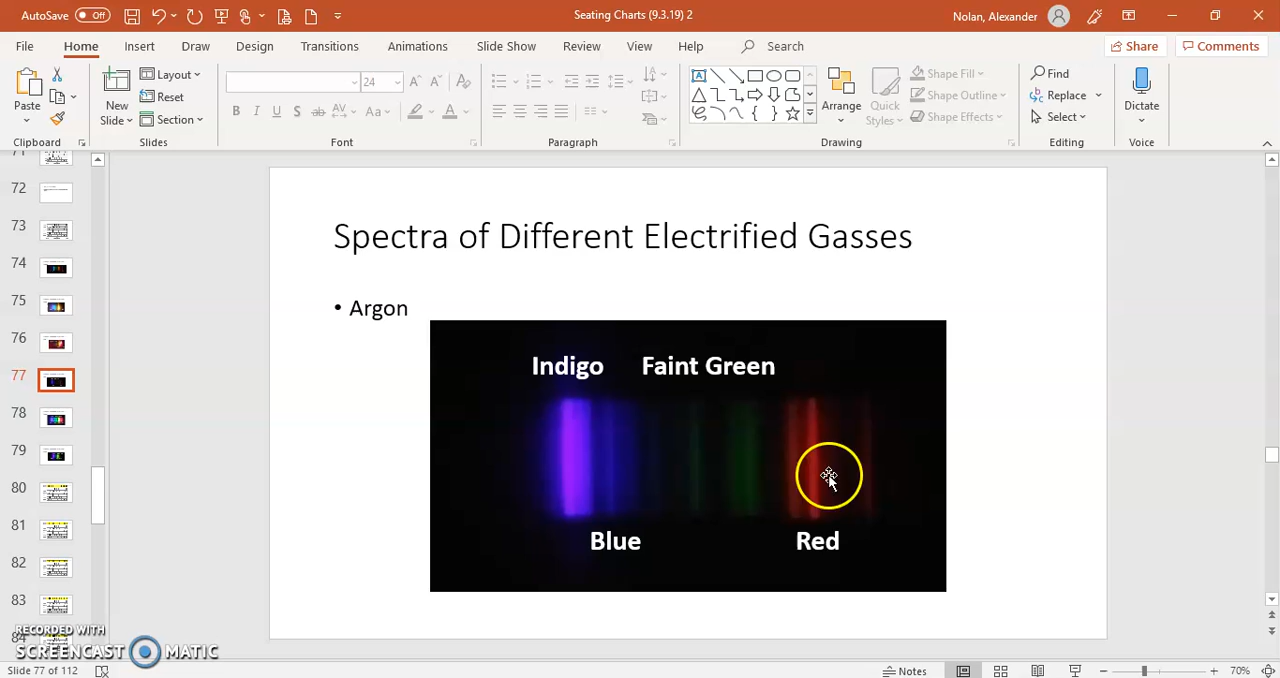 AutoSave Off Seating Charts (9.3.19) 2 Nolan, Alexander
File Home Insert Draw Design Transitions Animations Slide Show Review View Help Search Share Comments
Paste New Slide Layout Reset Section 24 Arrange Quick Styles Shape Fill Shape Outline Shape Effects Find Replace Select Dictate
Clipboard Slides Font Paragraph Drawing Editing Voice
72
73
74
75
76
77
78
79
80
81
82
83
84
Spectra of Different Electrified Gasses
• Argon
Indigo Faint Green
Blue Red
RECORDED WITH
SCREENCAST MATIC
Slide 77 of 112 Notes 70%